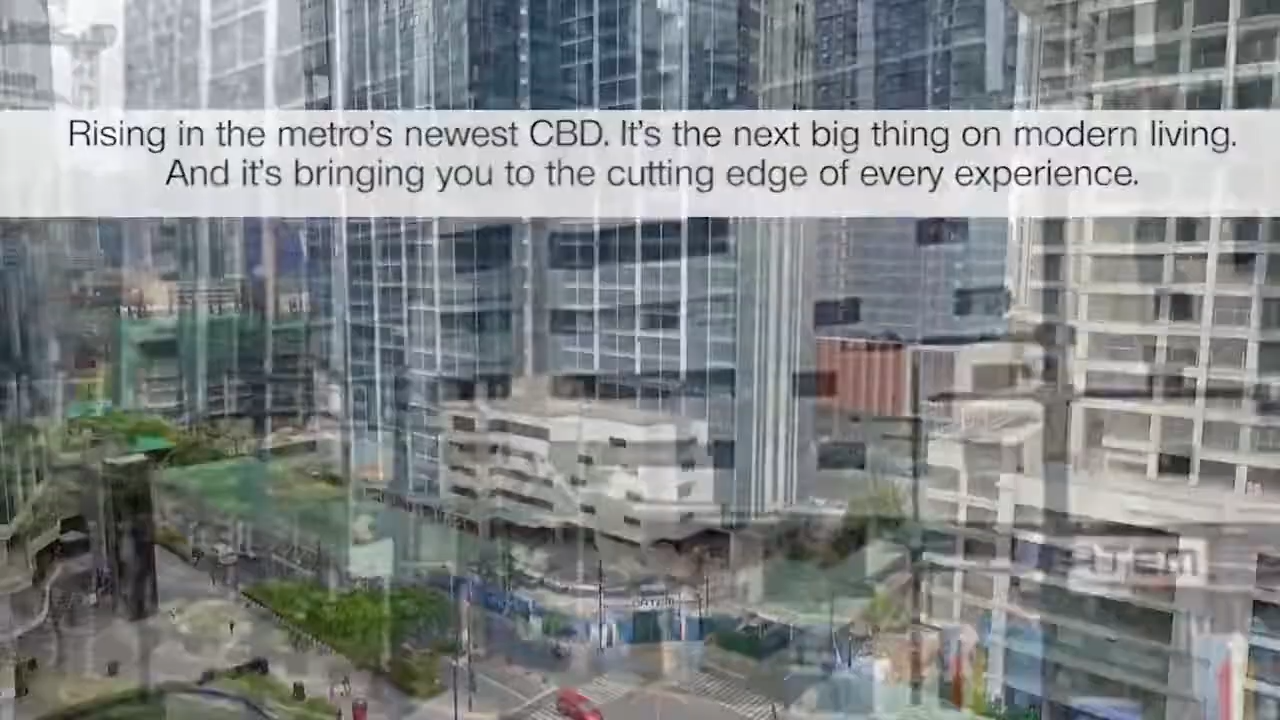 Rising in the metro's newest CBD. It's the next big thing on modern living.
And it's bringing you to the cutting edge of every experience.